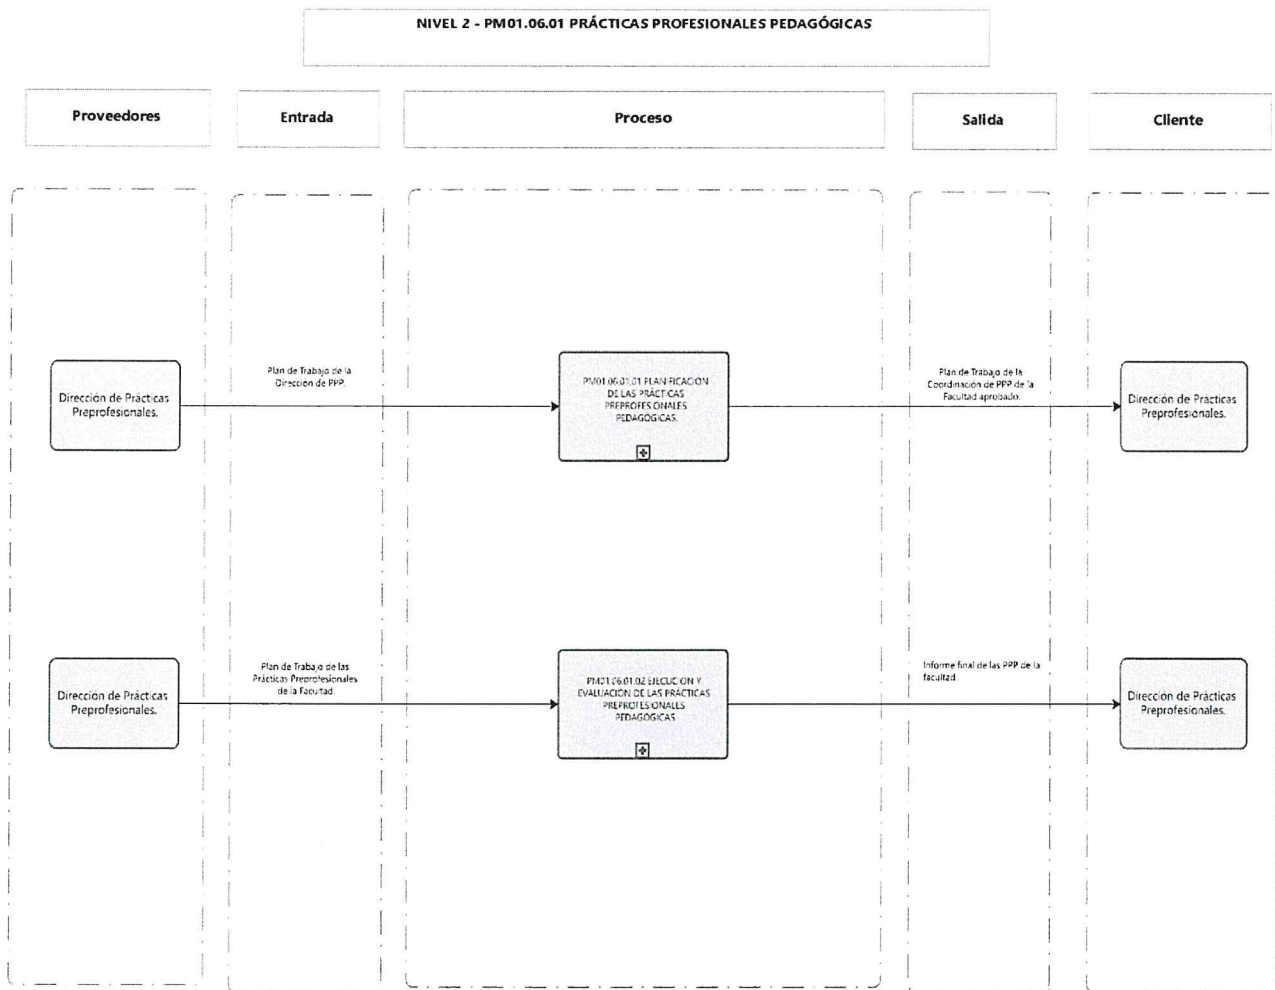 NIVEL 2 - PM01.06.01 PRÁCTICAS PROFESIONALES PEDAGÓGICAS
Proveedores
Entrada
Proceso
Salida
Cliente
Dirección de Prácticas
Preprofesionales.
Plan de Trabajo de la
Dirección de PPP.
PM01.06.01.01 PLANIFICACIÓN
DE LAS PRÁCTICAS
PREPROFESIONALES
PEDAGÓGICAS.
Plan de Trabajo de la
Coordinación de PPP de la
Facultad aprobado.
Dirección de Prácticas
Preprofesionales.
Dirección de Prácticas
Preprofesionales.
Plan de Trabajo de las
Prácticas Preprofesionales
de la Facultad.
PM01.06.01.02 EJECUCIÓN Y
EVALUACIÓN DE LAS PRÁCTICAS
PREPROFESIONALES
PEDAGÓGICAS
Informe final de las PPP de la
facultad
Dirección de Prácticas
Preprofesionales.